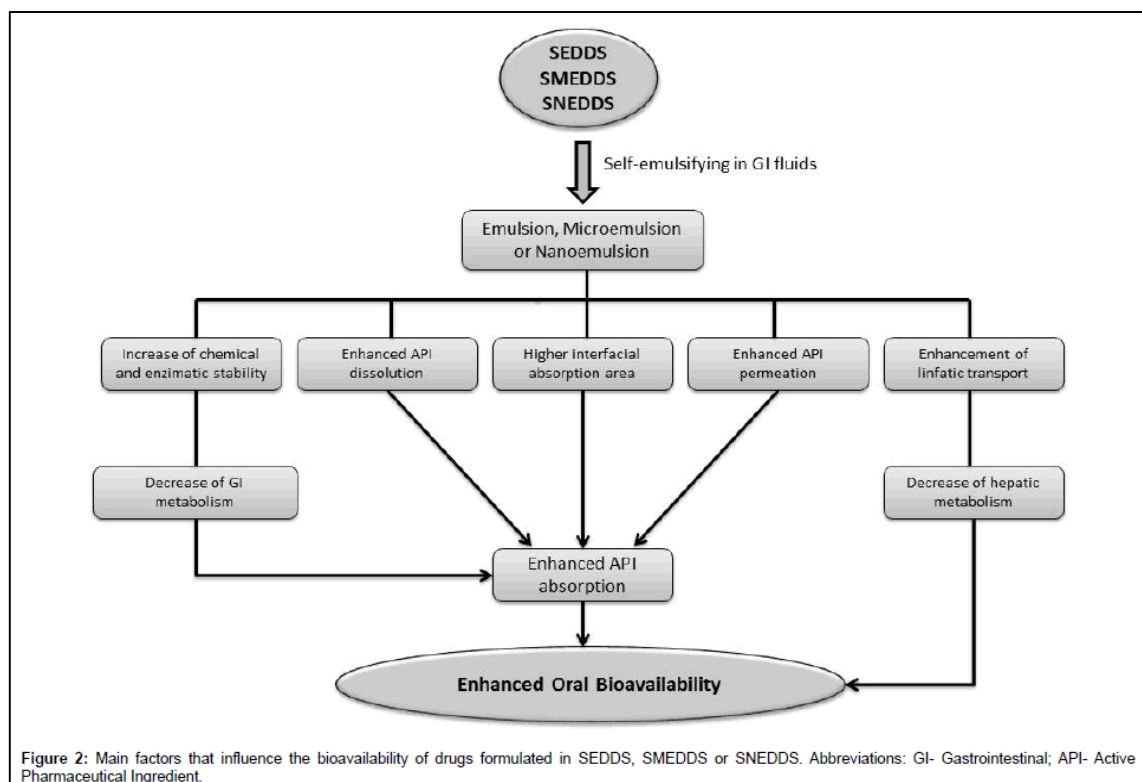 SEDDS
SMEDDS
SNEDDS
Self-emulsifying in GI fluids
Emulsion, Microemulsion
or Nanoemulsion
Increase of chemical
and enzimatic stability
Enhanced API
dissolution
Higher interfacial
absorption area
Enhanced API
permeation
Enhancement of
linfatic transport
Decrease of GI
metabolism
Decrease of hepatic
metabolism
Enhanced API
absorption
Enhanced Oral Bioavailability
Figure 2: Main factors that influence the bioavailability of drugs formulated in SEDDS, SMEDDS or SNEDDS. Abbreviations: GI- Gastrointestinal; API- Active
Pharmaceutical Ingredient.